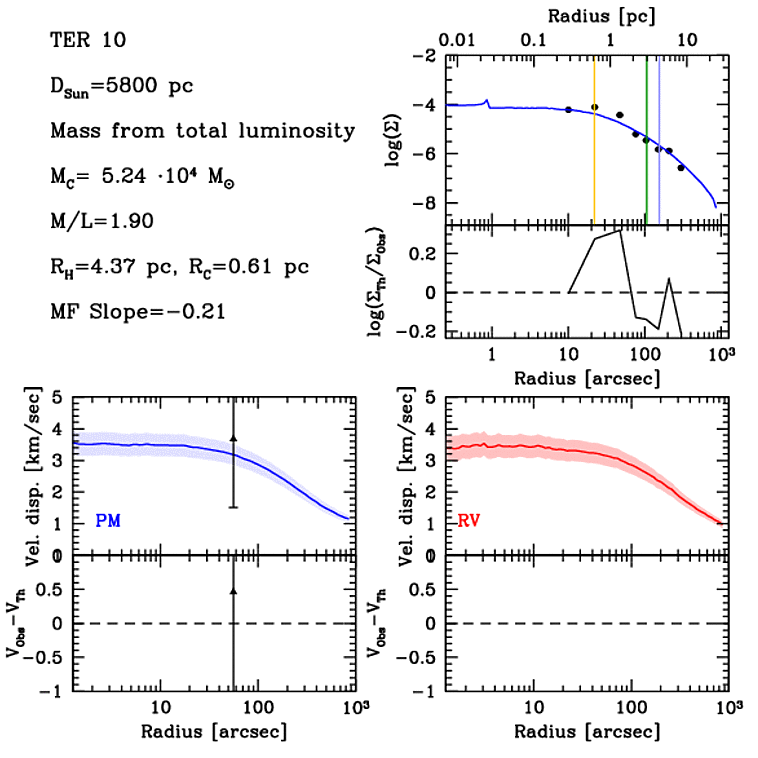 TER 10
D_Sun=5800 pc
Mass from total luminosity
M_C= 5.24 ·10⁴ M_⊙
M/L=1.90
R_H=4.37 pc, R_C=0.61 pc
MF Slope=−0.21
Radius [pc]
0.01 0.1 1 10
−2
−4
−6
−8
log(Σ)
0.2
0
−0.2
log(Σ_Th/Σ_Obs)
1 10 100 10³
Radius [arcsec]
5
4
3
2
1
0
Vel. disp. [km/sec]
PM
0.5
0
−0.5
−1
V_Obs−V_Th
10 100 10³
Radius [arcsec]
5
4
3
2
1
0
Vel. disp. [km/sec]
RV
0.5
0
−0.5
−1
V_Obs−V_Th
10 100 10³
Radius [arcsec]